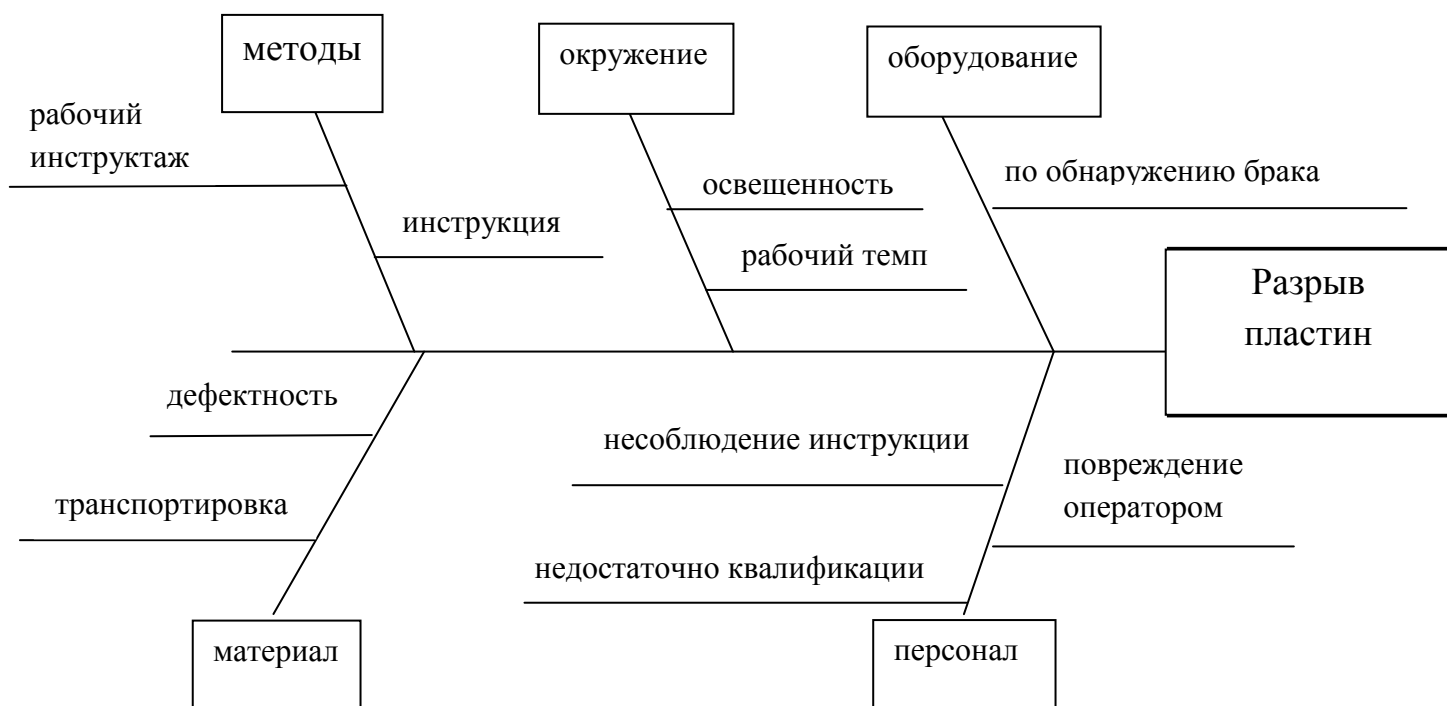 методы
окружение
оборудование
рабочий
инструктаж
по обнаружению брака
освещенность
инструкция
рабочий темп
Разрыв
пластин
дефектность
несоблюдение инструкции
повреждение
оператором
транспортировка
недостаточно квалификации
материал
персонал